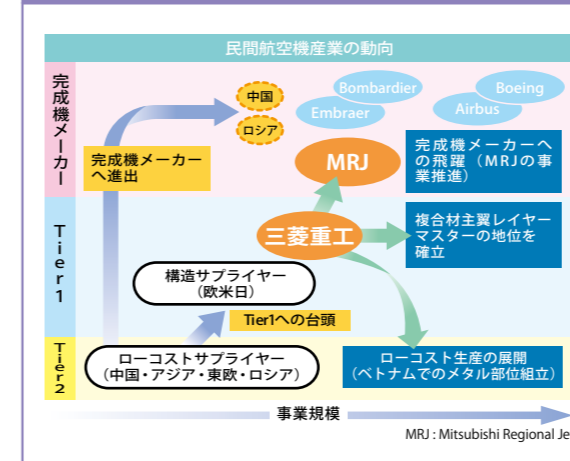 民間航空機産業の動向
完成機メーカー
中国
ロシア
Bombardier
Embraer
Boeing
Airbus
完成機メーカー
へ進出
MRJ
完成機メーカーへ
の飛躍（MRJの事
業推進）
Tier1
三菱重工
複合材主翼レイヤー
マスターの地位を
確立
構造サプライヤー
（欧米日）
Tier1への台頭
Tier2
ローコストサプライヤー
（中国・アジア・東欧・ロシア）
ローコスト生産の展開
（ベトナムでのメタル部位組立）
事業規模
MRJ : Mitsubishi Regional Je